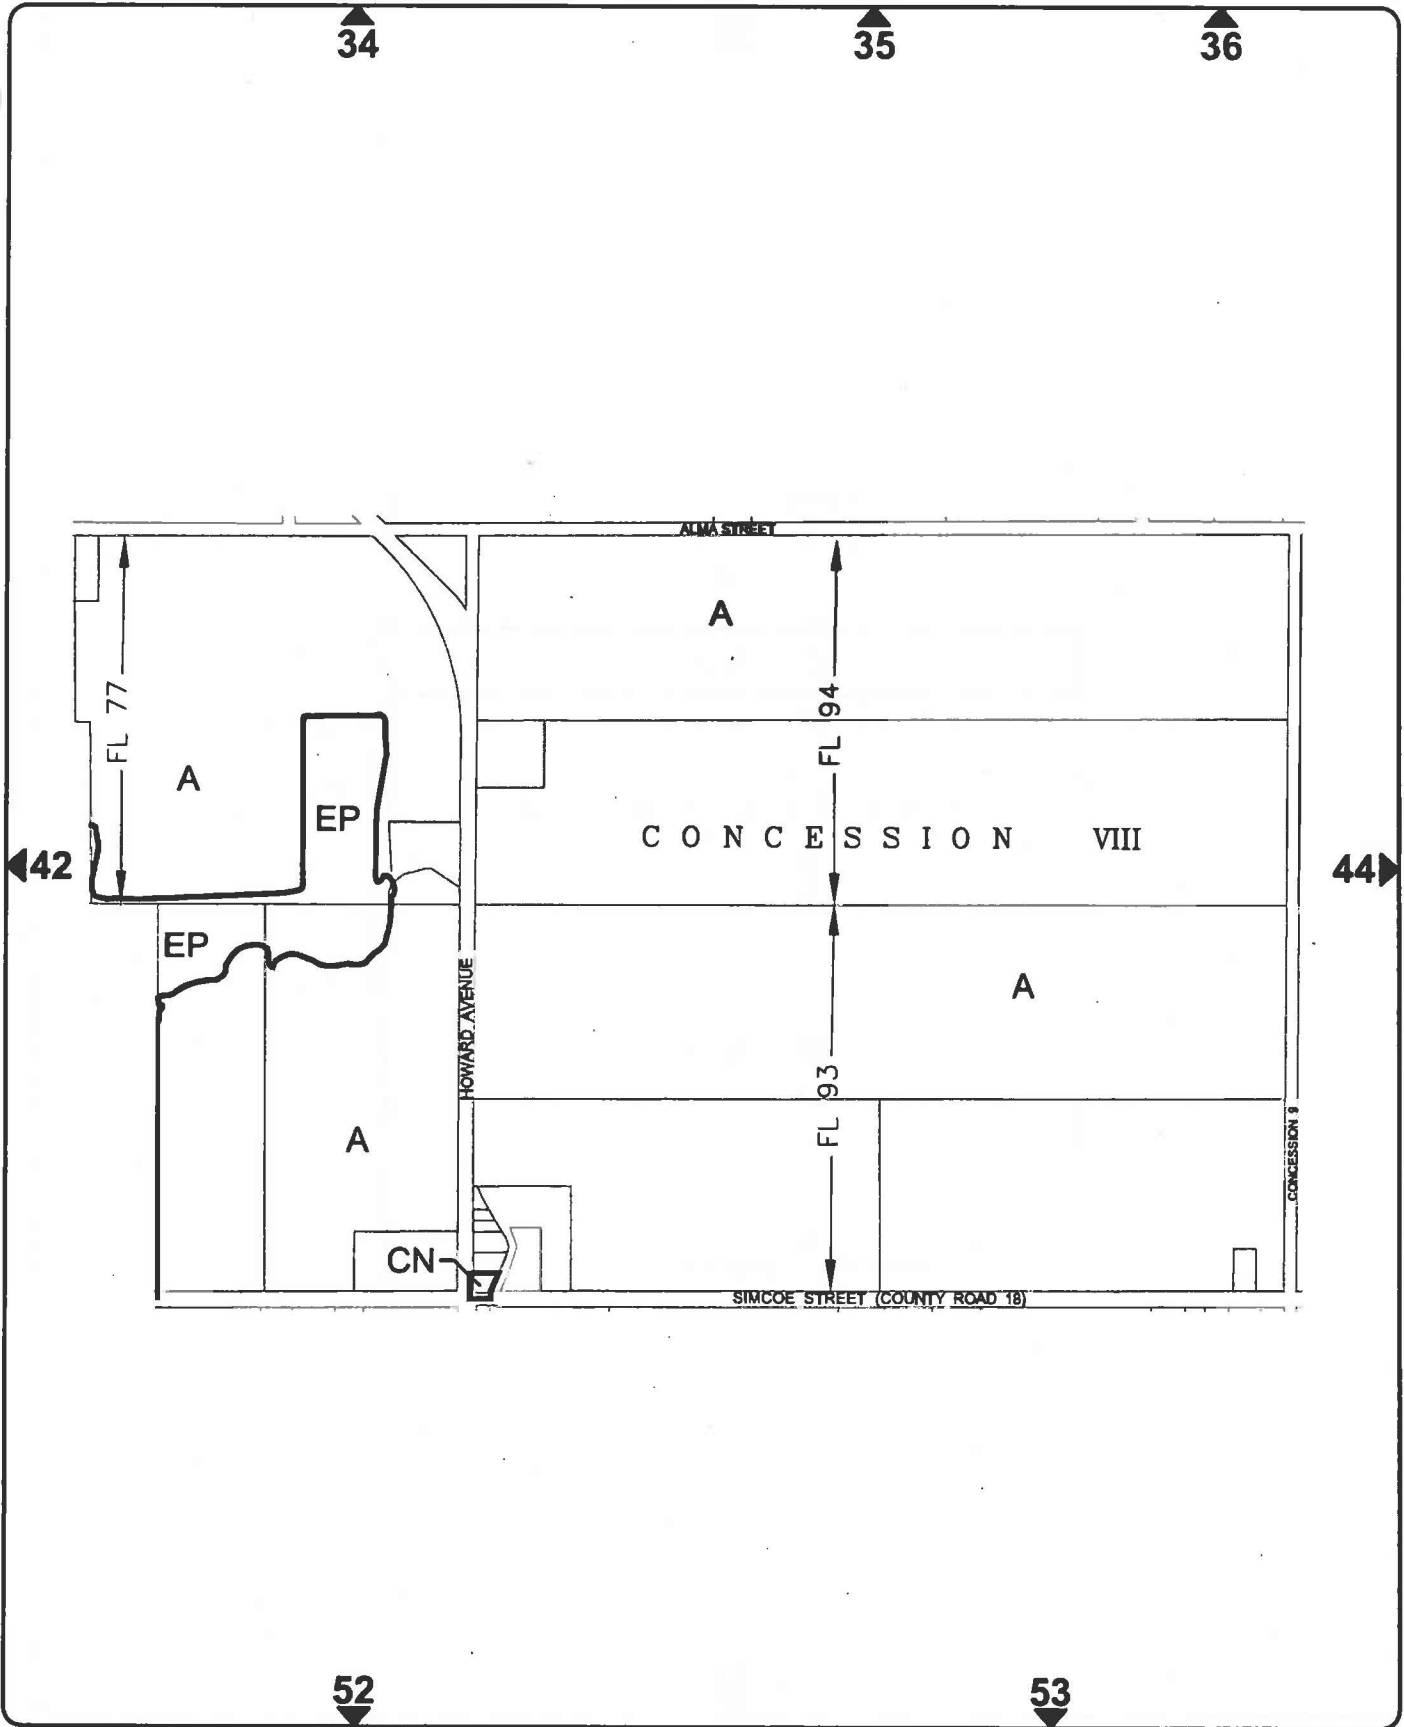 34
35
36
ALMA STREET
A
FL 77
FL 94
A
EP
CONCESSION VIII
42
44
EP
HOWARD AVENUE
A
FL 93
A
CONCESSION 9
CN
SIMCOE STREET (COUNTY ROAD 18)
52
53